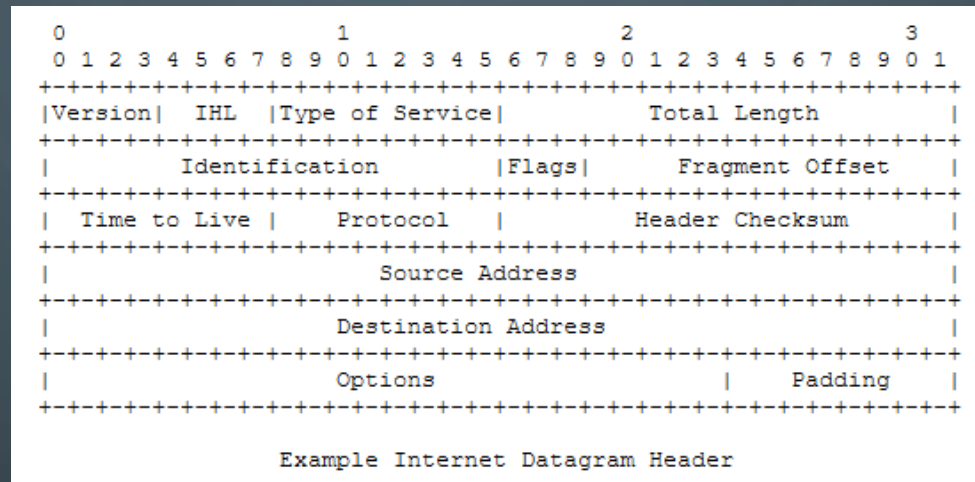 0                   1                   2                   3
 0 1 2 3 4 5 6 7 8 9 0 1 2 3 4 5 6 7 8 9 0 1 2 3 4 5 6 7 8 9 0 1
+-+-+-+-+-+-+-+-+-+-+-+-+-+-+-+-+-+-+-+-+-+-+-+-+-+-+-+-+-+-+-+-+
|Version|  IHL  |Type of Service|          Total Length         |
+-+-+-+-+-+-+-+-+-+-+-+-+-+-+-+-+-+-+-+-+-+-+-+-+-+-+-+-+-+-+-+-+
|         Identification        |Flags|      Fragment Offset    |
+-+-+-+-+-+-+-+-+-+-+-+-+-+-+-+-+-+-+-+-+-+-+-+-+-+-+-+-+-+-+-+-+
|  Time to Live |    Protocol   |         Header Checksum       |
+-+-+-+-+-+-+-+-+-+-+-+-+-+-+-+-+-+-+-+-+-+-+-+-+-+-+-+-+-+-+-+-+
|                       Source Address                          |
+-+-+-+-+-+-+-+-+-+-+-+-+-+-+-+-+-+-+-+-+-+-+-+-+-+-+-+-+-+-+-+-+
|                    Destination Address                        |
+-+-+-+-+-+-+-+-+-+-+-+-+-+-+-+-+-+-+-+-+-+-+-+-+-+-+-+-+-+-+-+-+
|                    Options                    |    Padding    |
+-+-+-+-+-+-+-+-+-+-+-+-+-+-+-+-+-+-+-+-+-+-+-+-+-+-+-+-+-+-+-+-+
Example Internet Datagram Header